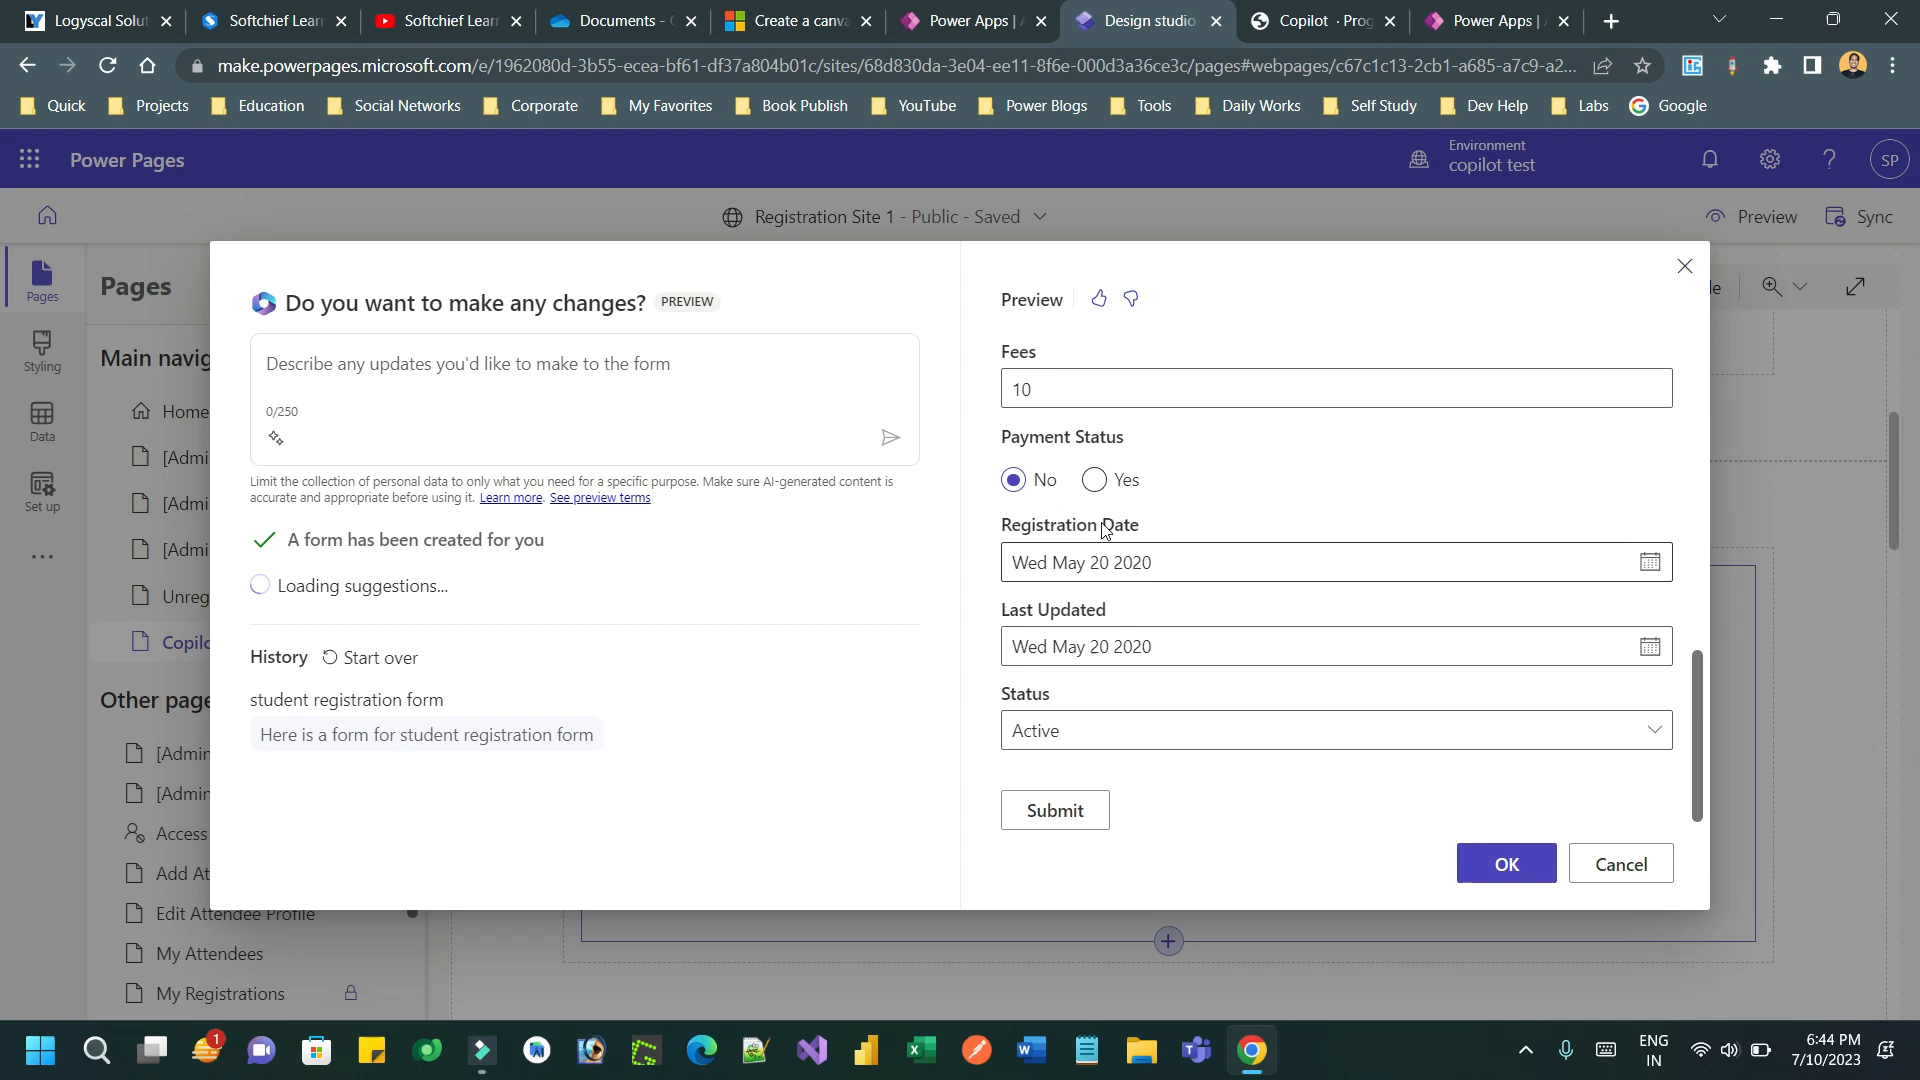 Logyscal Solut
Softchief Lear
Softchief Lear
Documents -
Create a canva
Power Apps |
Design studio
Copilot · Prog
Power Apps |
make.powerpages.microsoft.com/e/1962080d-3b55-ecea-bf61-df37a804b01c/sites/68d830da-3e04-ee11-8f6e-000d3a36ce3c/pages#webpages/c67c1c13-2cb1-a685-a7c9-a2...
Quick
Projects
Education
Social Networks
Corporate
My Favorites
Book Publish
YouTube
Power Blogs
Tools
Daily Works
Self Study
Dev Help
Labs
Google
Power Pages
Environment
copilot test
SP
Registration Site 1 - Public - Saved
Preview
Sync
Pages
Styling
Data
Set up
Pages
Main navig
Home
[Admi
[Admi
[Admi
Unreg
Copilo
Other page
[Admin
[Admin
Access
Add At
Edit Attendee Profile
My Attendees
My Registrations
le
Do you want to make any changes? PREVIEW
Describe any updates you'd like to make to the form
0/250
Limit the collection of personal data to only what you need for a specific purpose. Make sure AI-generated content is
accurate and appropriate before using it. Learn more. See preview terms
A form has been created for you
Loading suggestions...
History Start over
student registration form
Here is a form for student registration form
Preview
Fees
10
Payment Status
No Yes
Registration Date
Wed May 20 2020
Last Updated
Wed May 20 2020
Status
Active
Submit
OK
Cancel
1
ENG
IN
6:44 PM
7/10/2023